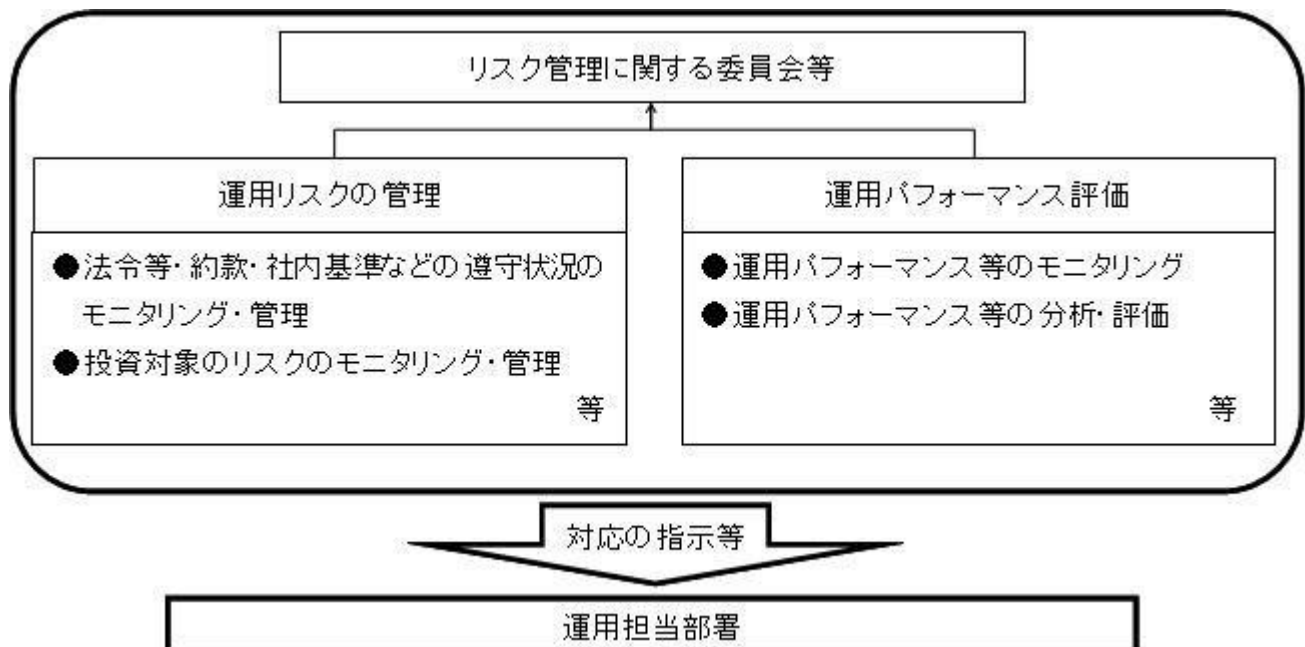 リスク管理に関する委員会等
運用リスクの管理
●法令等・約款・社内基準などの遵守状況の
モニタリング・管理
●投資対象のリスクのモニタリング・管理
等
運用パフォーマンス評価
●運用パフォーマンス等のモニタリング
●運用パフォーマンス等の分析・評価
等
対応の指示等
運用担当部署